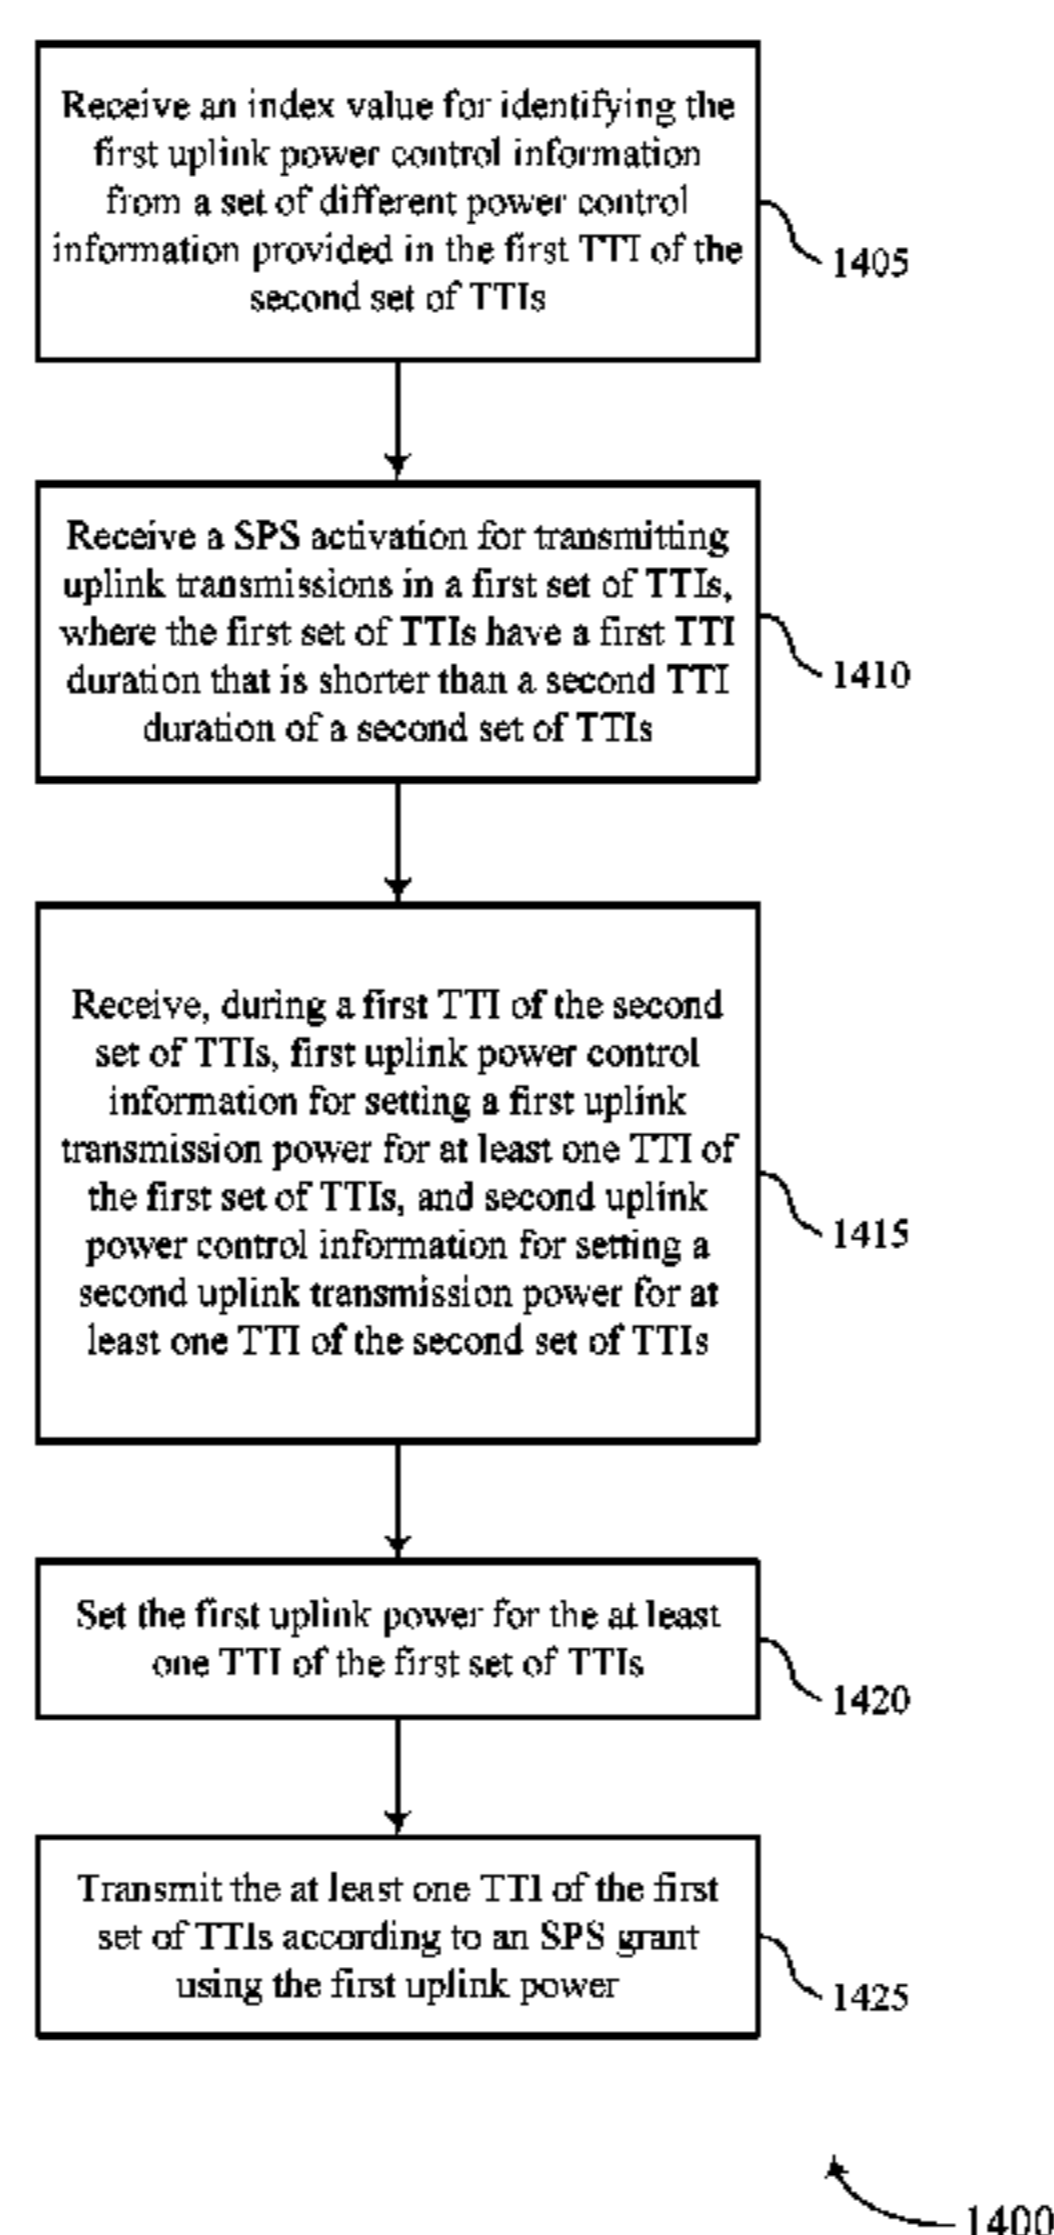 Receive an index value for identifying the
first uplink power control information
from a set of different power control
information provided in the first TTI of the
second set of TTIs
1405
Receive a SPS activation for transmitting
uplink transmissions in a first set of TTIs,
where the first set of TTIs have a first TTI
duration that is shorter than a second TTI
duration of a second set of TTIs
1410
Receive, during a first TTI of the second
set of TTIs, first uplink power control
information for setting a first uplink
transmission power for at least one TTI of
the first set of TTIs, and second uplink
power control information for setting a
second uplink transmission power for at
least one TTI of the second set of TTIs
1415
Set the first uplink power for the at least
one TTI of the first set of TTIs
1420
Transmit the at least one TTI of the first
set of TTIs according to an SPS grant
using the first uplink power
1425
1400